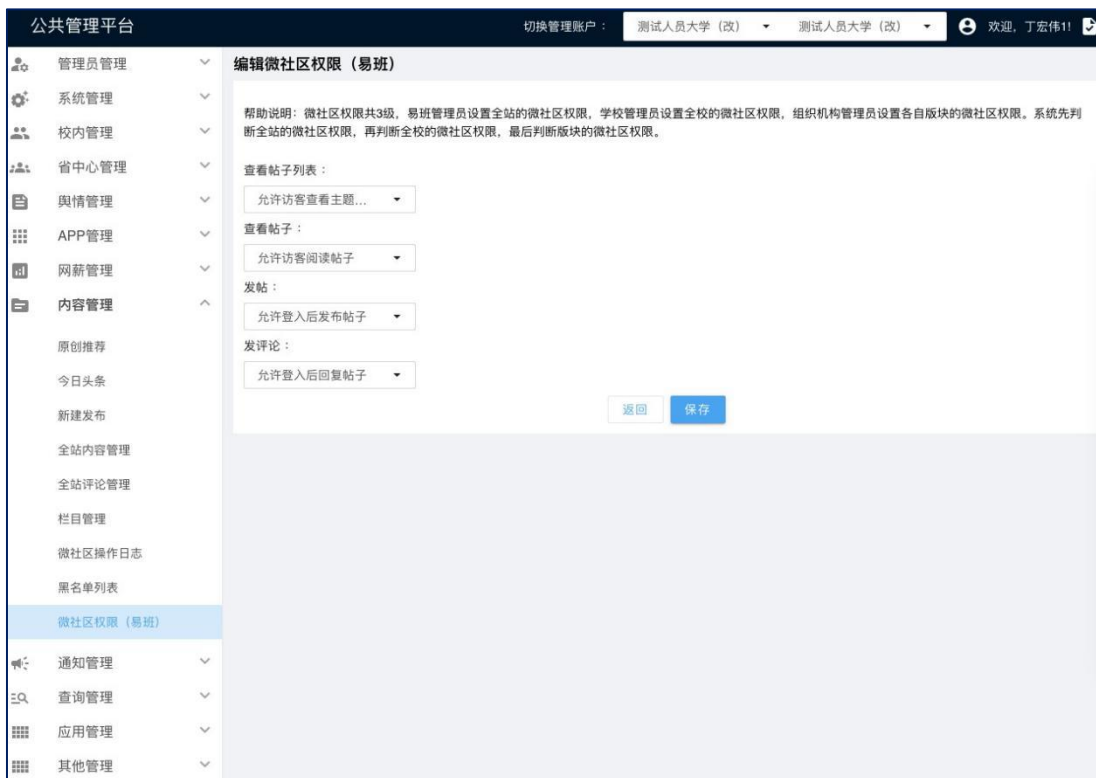 公共管理平台
切换管理账户：
测试人员大学（改）
测试人员大学（改）
欢迎，丁宏伟1!
管理员管理
系统管理
校内管理
省中心管理
舆情管理
APP管理
网薪管理
内容管理
原创推荐
今日头条
新建发布
全站内容管理
全站评论管理
栏目管理
微社区操作日志
黑名单列表
微社区权限（易班）
通知管理
查询管理
应用管理
其他管理
编辑微社区权限（易班）
帮助说明：微社区权限共3级，易班管理员设置全站的微社区权限，学校管理员设置全校的微社区权限，组织机构管理员设置各自版块的微社区权限。系统先判
断全站的微社区权限，再判断全校的微社区权限，最后判断版块的微社区权限。
查看帖子列表：
允许访客查看主题...
查看帖子：
允许访客阅读帖子
发帖：
允许登入后发布帖子
发评论：
允许登入后回复帖子
返回
保存